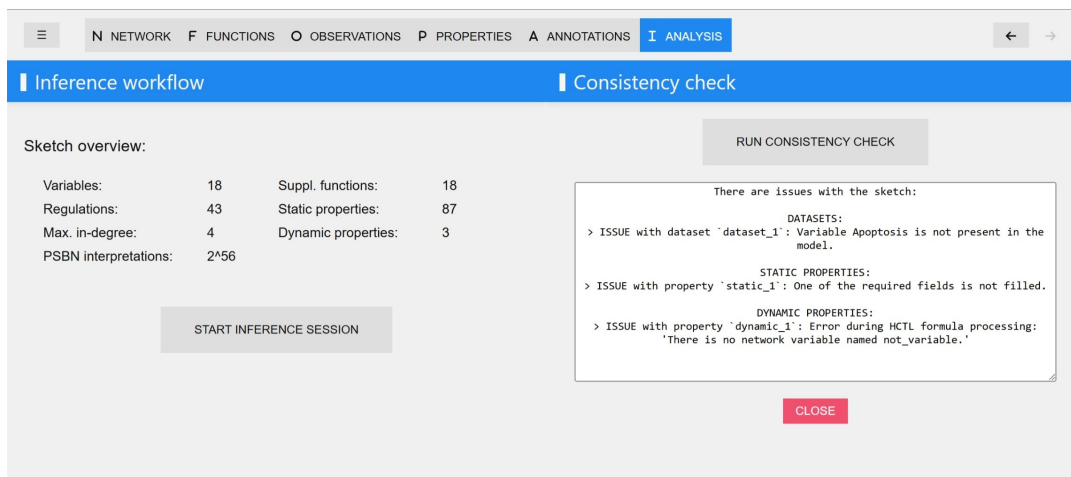 ☰ N NETWORK F FUNCTIONS O OBSERVATIONS P PROPERTIES A ANNOTATIONS I ANALYSIS ← →
Inference workflow
Sketch overview:
Variables: 18 Suppl. functions: 18
Regulations: 43 Static properties: 87
Max. in-degree: 4 Dynamic properties: 3
PSBN interpretations: 2^56
START INFERENCE SESSION
Consistency check
RUN CONSISTENCY CHECK
There are issues with the sketch:
DATASETS:
> ISSUE with dataset `dataset_1`: Variable Apoptosis is not present in the
model.
STATIC PROPERTIES:
> ISSUE with property `static_1`: One of the required fields is not filled.
DYNAMIC PROPERTIES:
> ISSUE with property `dynamic_1`: Error during HCTL formula processing:
'There is no network variable named not_variable.'
CLOSE